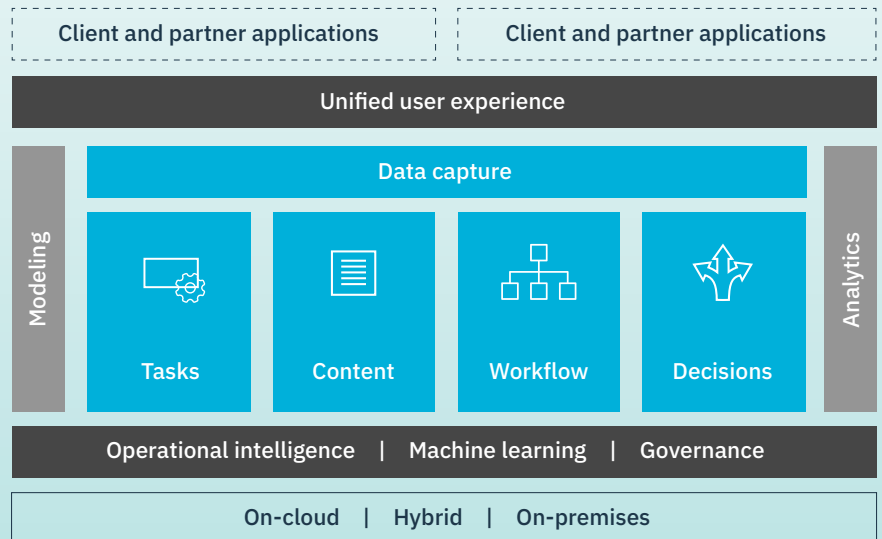 Client and partner applications
Client and partner applications
Unified user experience
Modeling
Data capture
Tasks
Content
Workflow
Decisions
Analytics
Operational intelligence | Machine learning | Governance
On-cloud | Hybrid | On-premises